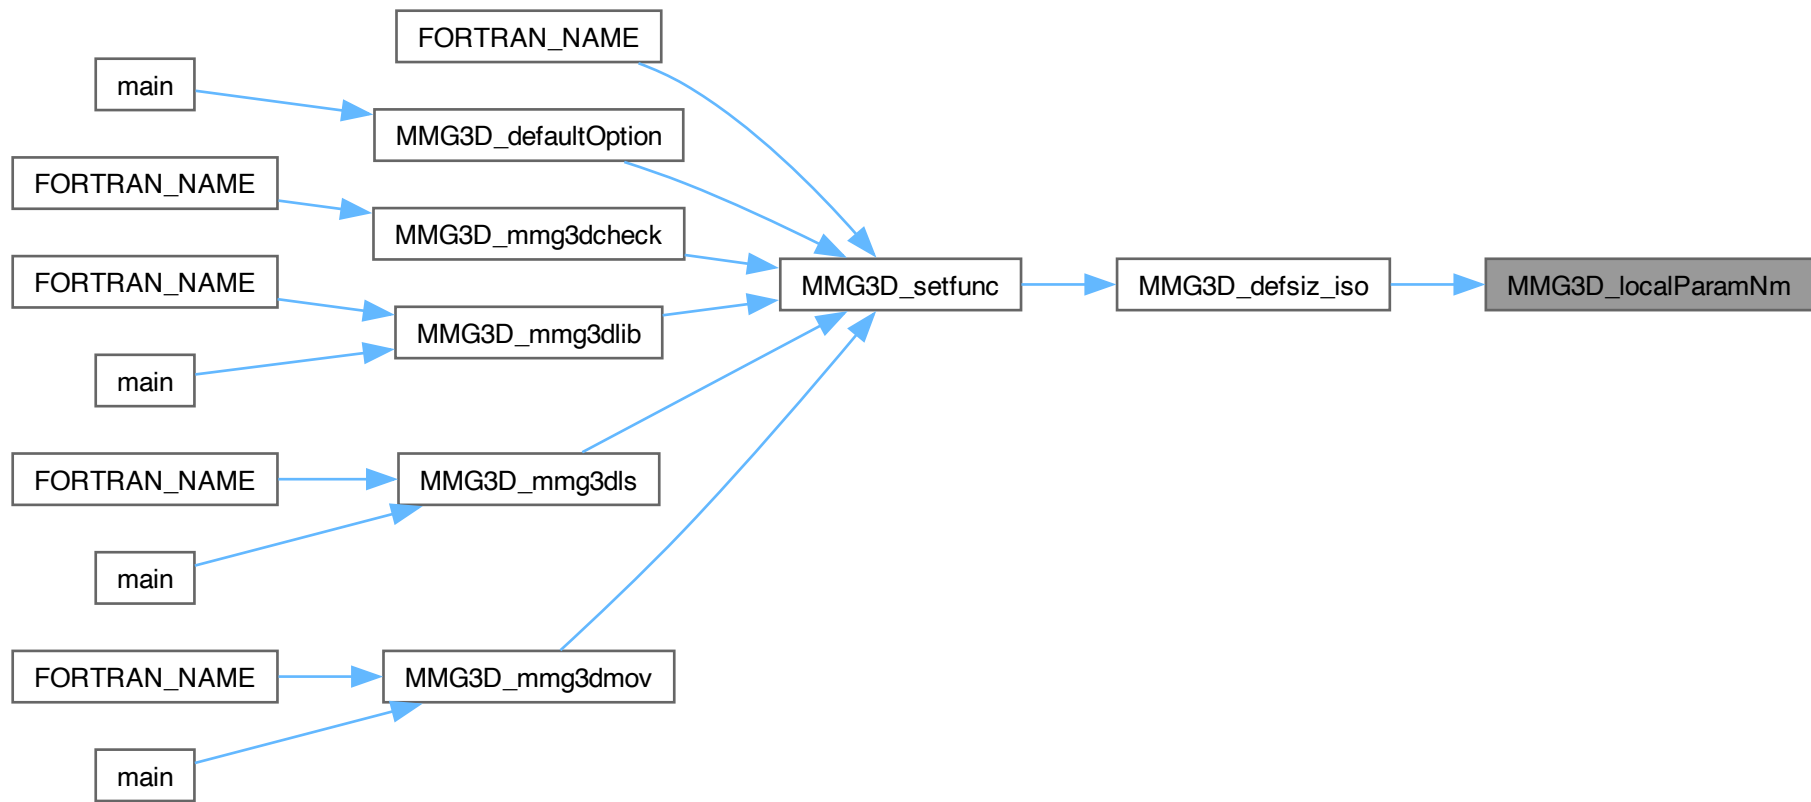 FORTRAN_NAME
main
MMG3D_defaultOption
FORTRAN_NAME
MMG3D_mmg3dcheck
FORTRAN_NAME
MMG3D_setfunc
MMG3D_defsiz_iso
MMG3D_localParamNm
MMG3D_mmg3dlib
main
FORTRAN_NAME
MMG3D_mmg3dls
main
FORTRAN_NAME
MMG3D_mmg3dmov
main